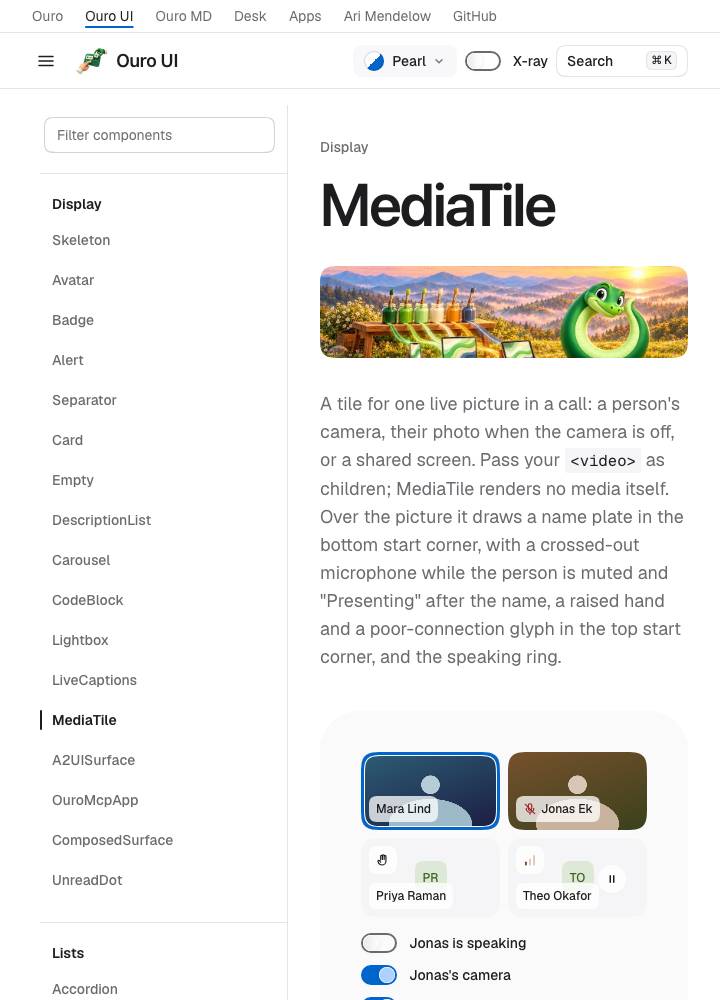 Ouro
Ouro UI
Ouro MD
Desk
Apps
Ari Mendelow
GitHub
Ouro UI
Pearl
X-ray
Search
⌘ K
Filter components
Display
Skeleton
Avatar
Badge
Alert
Separator
Card
Empty
DescriptionList
Carousel
CodeBlock
Lightbox
LiveCaptions
MediaTile
A2UISurface
OuroMcpApp
ComposedSurface
UnreadDot
Lists
Accordion
Display
MediaTile
A tile for one live picture in a call: a person's
camera, their photo when the camera is off,
or a shared screen. Pass your <video> as
children; MediaTile renders no media itself.
Over the picture it draws a name plate in the
bottom start corner, with a crossed-out
microphone while the person is muted and
"Presenting" after the name, a raised hand
and a poor-connection glyph in the top start
corner, and the speaking ring.
Mara Lind
Jonas Ek
PR
Priya Raman
TO
Theo Okafor
Jonas is speaking
Jonas's camera